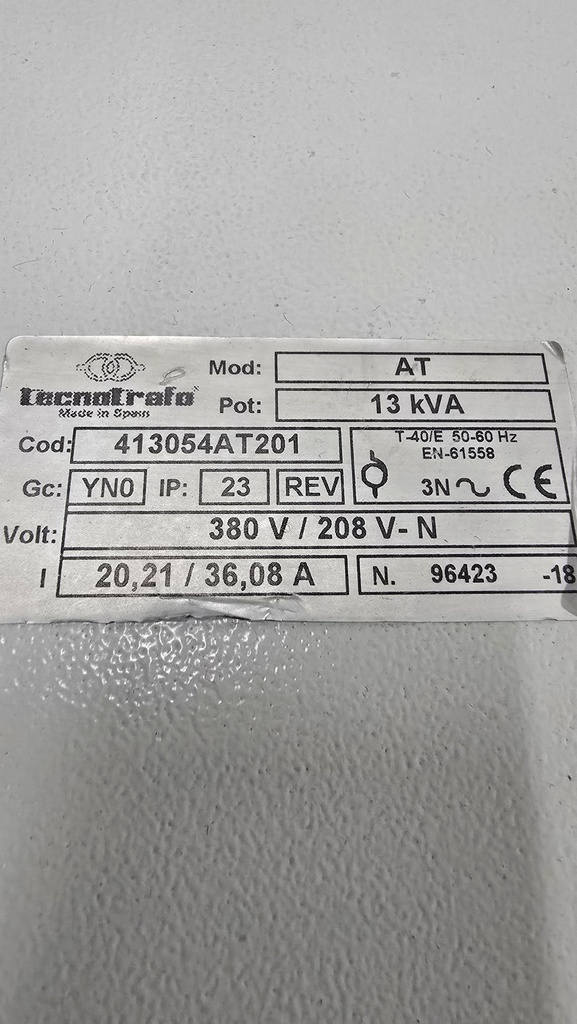 tecnotrafo
Made in Spain
Mod: AT
Pot: 13 kVA
Cod: 413054AT201
T-40/E 50-60 Hz
EN-61558
3N CE
Gc: YN0 IP: 23 REV
Volt: 380 V / 208 V- N
I 20,21 / 36,08 A N. 96423 -18